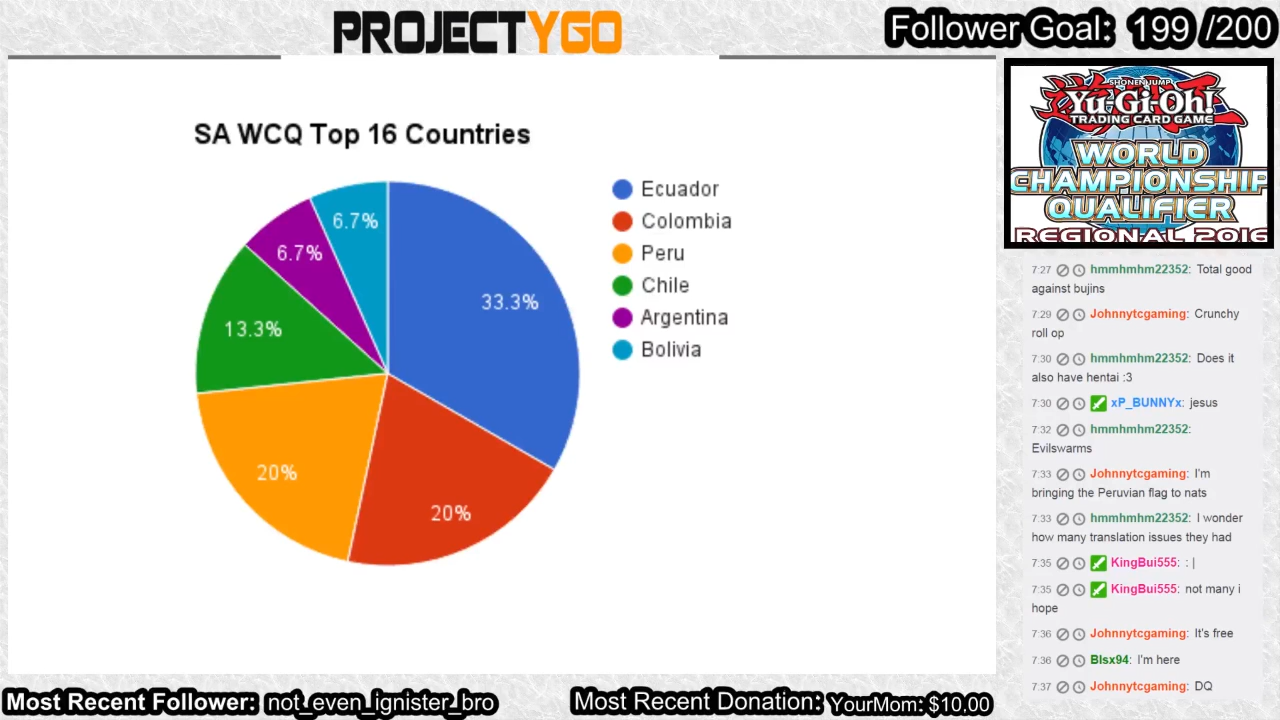 PROJECTYGO
Follower Goal: 199 /200
SA WCQ Top 16 Countries
33.3%
20%
20%
13.3%
6.7%
6.7%
Ecuador
Colombia
Peru
Chile
Argentina
Bolivia
SHONEN JUMP
Yu-Gi-Oh!
TRADING CARD GAME
WORLD
CHAMPIONSHIP
QUALIFIER
REGIONAL 2016
7:27 hmmhmhm22352: Total good
against bujins
7:29 Johnnytcgaming: Crunchy
roll op
7:30 hmmhmhm22352: Does it
also have hentai :3
7:30 xP_BUNNYx: jesus
7:32 hmmhmhm22352:
Evilswarms
7:33 Johnnytcgaming: I'm
bringing the Peruvian flag to nats
7:33 hmmhmhm22352: I wonder
how many translation issues they had
7:35 KingBui555: : |
7:35 KingBui555: not many i
hope
7:36 Johnnytcgaming: It's free
7:36 Blsx94: I'm here
7:37 Johnnytcgaming: DQ
Most Recent Follower: not_even_ignister_bro
Most Recent Donation: YourMom: $10.00